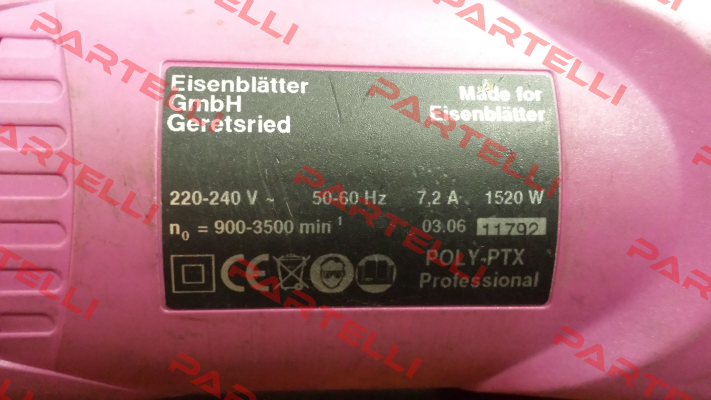 Eisenblätter
GmbH
Geretsried
Made for
Eisenblätter
220-240 V ~ 50-60 Hz 7,2 A 1520 W
n0 = 900-3500 min-1 03.06 11792
CE
POLY-PTX
Professional
PARTELLI
PARTELLI
PARTELLI
PARTELLI
PARTELLI
PARTELLI
PARTELLI
PARTELLI
PARTELLI